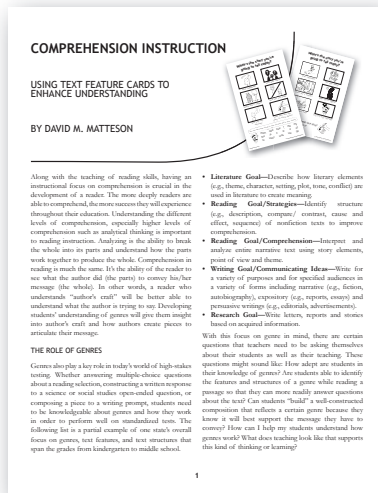 COMPREHENSION INSTRUCTION
USING TEXT FEATURE CARDS TO
ENHANCE UNDERSTANDING
BY DAVID M. MATTESON
Along with the teaching of reading skills, having an
instructional focus on comprehension is crucial in the
development of a reader. The more deeply readers are
able to comprehend, the more success they will experience
throughout their education. Understanding the different
levels of comprehension, especially higher levels of
comprehension such as analytical thinking is important
to reading instruction. Analyzing is the ability to break
the whole into its parts and understand how the parts
work together to produce the whole. Comprehension in
reading is much the same. It's the ability of the reader to
see what the author did (the parts) to convey his/her
message (the whole). In other words, a reader who
understands "author's craft" will be better able to
understand what the author is trying to say. Developing
students' understanding of genres will give them insight
into author's craft and how authors create pieces to
articulate their message.
THE ROLE OF GENRES
Genres also play a key role in today's world of high-stakes
testing. Whether answering multiple-choice questions
about a reading selection, constructing a written response
to a science or social studies open-ended question, or
composing a piece to a writing prompt, students need
to be knowledgeable about genres and how they work
in order to perform well on standardized tests. The
following list is a partial example of one state's overall
focus on genres, text features, and text structures that
span the grades from kindergarten to middle school.
• Literature Goal—Describe how literary elements
(e.g., theme, character, setting, plot, tone, conflict) are
used in literature to create meaning.
• Reading Goal/Strategies—Identify structure
(e.g., description, compare/ contrast, cause and
effect, sequence) of nonfiction texts to improve
comprehension.
• Reading Goal/Comprehension—Interpret and
analyze entire narrative text using story elements,
point of view and theme.
• Writing Goal/Communicating Ideas—Write for
a variety of purposes and for specified audiences in
a variety of forms including narrative (e.g., fiction,
autobiography), expository (e.g., reports, essays) and
persuasive writings (e.g., editorials, advertisements).
• Research Goal—Write letters, reports and stories
based on acquired information.
With this focus on genre in mind, there are certain
questions that teachers need to be asking themselves
about their students as well as their teaching. These
questions might sound like: How adept are students in
their knowledge of genres? Are students able to identify
the features and structures of a genre while reading a
passage so that they can more readily answer questions
about the text? Can students "build" a well-constructed
composition that reflects a certain genre because they
know it will best support the message they have to
convey? How can I help my students understand how
genres work? What does teaching look like that supports
this kind of thinking or learning?
1